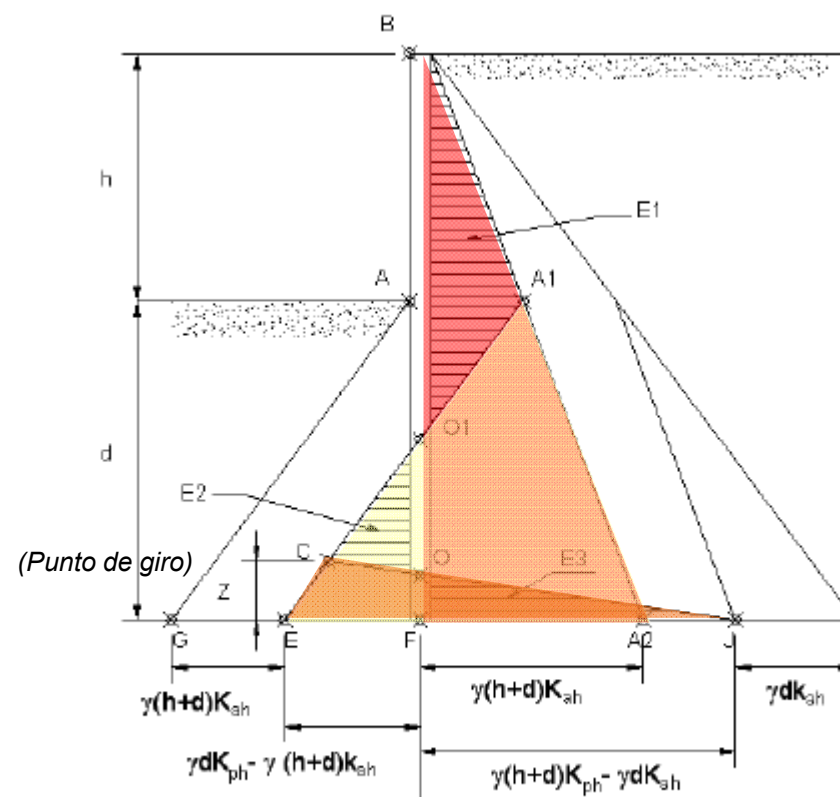 B
h
E1
A
A1
d
O1
E2
(Punto de giro)
C
O
E3
Z
G
E
F
A2
J
γ(h+d)K_ah
γ(h+d)K_ah
γdk_ah
γdK_ph- γ (h+d)k_ah
γ(h+d)K_ph- γdK_ah